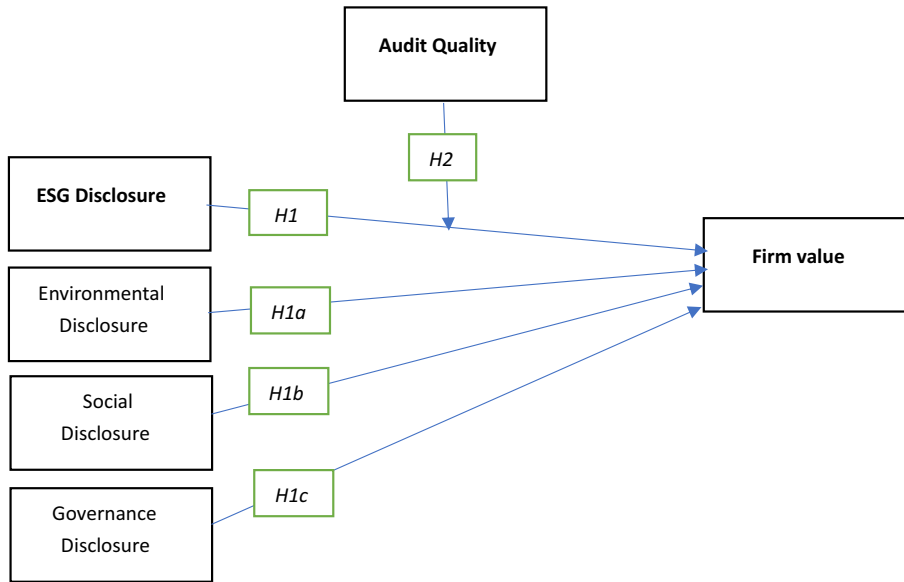 Audit Quality
H2
ESG Disclosure
H1
Firm value
Environmental
Disclosure
H1a
Social
Disclosure
H1b
Governance
Disclosure
H1c